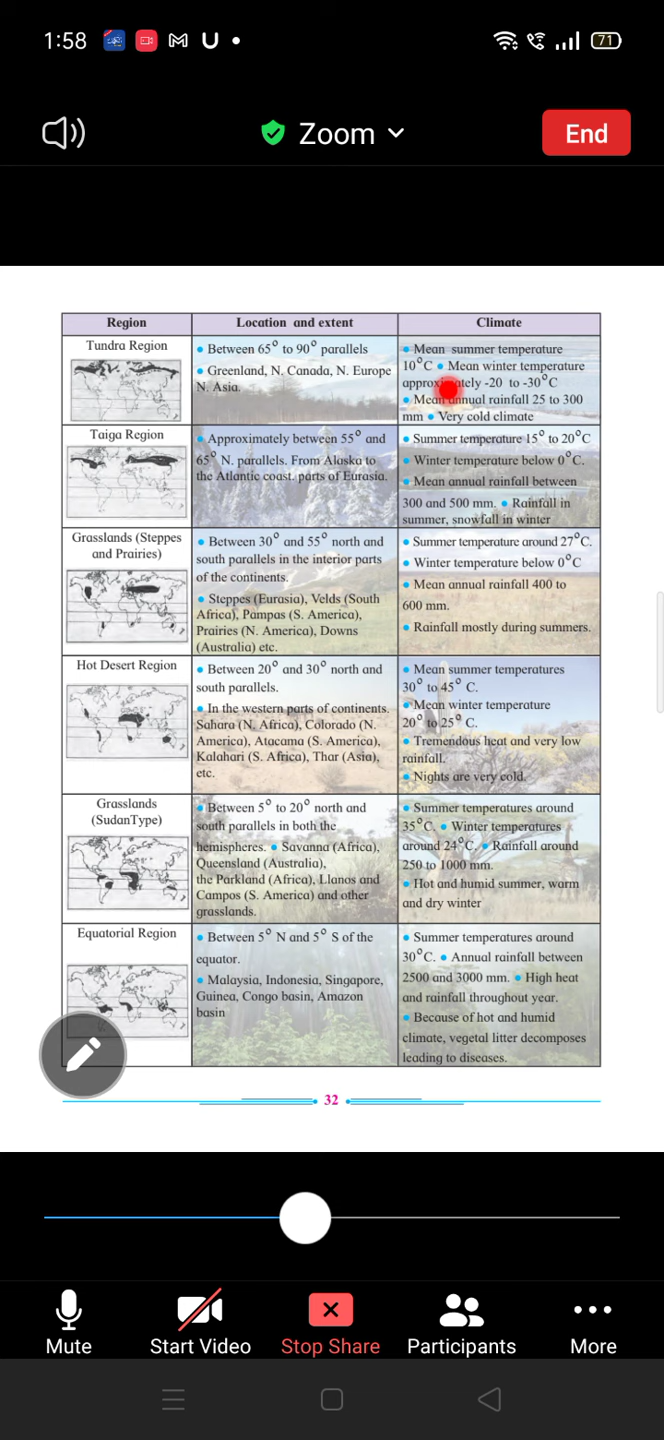 1:58
M
U
71
Zoom
End
Region
Location and extent
Climate
Tundra Region
• Between 65° to 90° parallels
• Greenland, N. Canada, N. Europe
N. Asia.
• Mean summer temperature
10°C • Mean winter temperature
approximately -20 to -30°C
• Mean annual rainfall 25 to 300
mm • Very cold climate
Taiga Region
• Approximately between 55° and
65° N. parallels. From Alaska to
the Atlantic coast. parts of Eurasia.
• Summer temperature 15° to 20°C
• Winter temperature below 0°C.
• Mean annual rainfall between
300 and 500 mm. • Rainfall in
summer, snowfall in winter
Grasslands (Steppes
and Prairies)
• Between 30° and 55° north and
south parallels in the interior parts
of the continents.
• Steppes (Eurasia), Velds (South
Africa), Pampas (S. America),
Prairies (N. America), Downs
(Australia) etc.
• Summer temperature around 27°C.
• Winter temperature below 0°C
• Mean annual rainfall 400 to
600 mm.
• Rainfall mostly during summers.
Hot Desert Region
• Between 20° and 30° north and
south parallels.
• In the western parts of continents.
Sahara (N. Africa), Colorado (N.
America), Atacama (S. America),
Kalahari (S. Africa), Thar (Asia),
etc.
• Mean summer temperatures
30° to 45° C.
• Mean winter temperature
20° to 25° C.
• Tremendous heat and very low
rainfall.
• Nights are very cold.
Grasslands
(SudanType)
• Between 5° to 20° north and
south parallels in both the
hemispheres. • Savanna (Africa),
Queensland (Australia),
the Parkland (Africa), Llanos and
Campos (S. America) and other
grasslands.
• Summer temperatures around
35°C. • Winter temperatures
around 24°C. • Rainfall around
250 to 1000 mm.
• Hot and humid summer, warm
and dry winter
Equatorial Region
• Between 5° N and 5° S of the
equator.
• Malaysia, Indonesia, Singapore,
Guinea, Congo basin, Amazon
basin
• Summer temperatures around
30°C. • Annual rainfall between
2500 and 3000 mm. • High heat
and rainfall throughout year.
• Because of hot and humid
climate, vegetal litter decomposes
leading to diseases.
32
Mute
Start Video
Stop Share
Participants
More